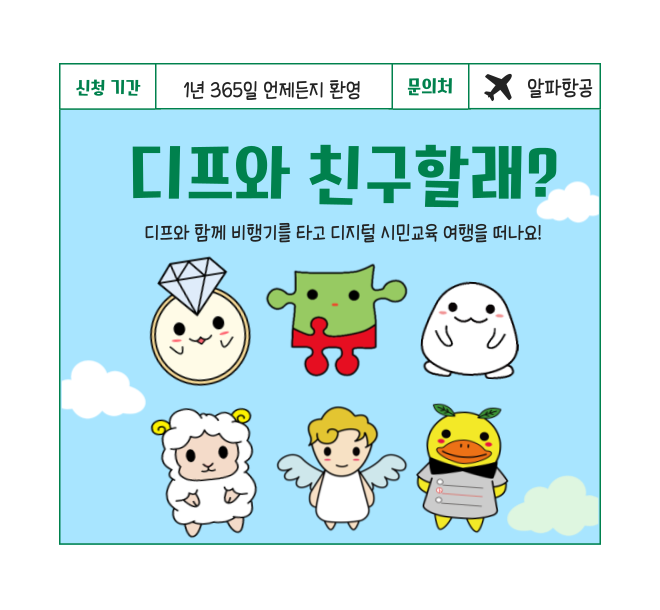 신청 기간
1년 365일 언제든지 환영
문의처
알파항공
디프와 친구할래?
디프와 함께 비행기를 타고 디지털 시민교육 여행을 떠나요!